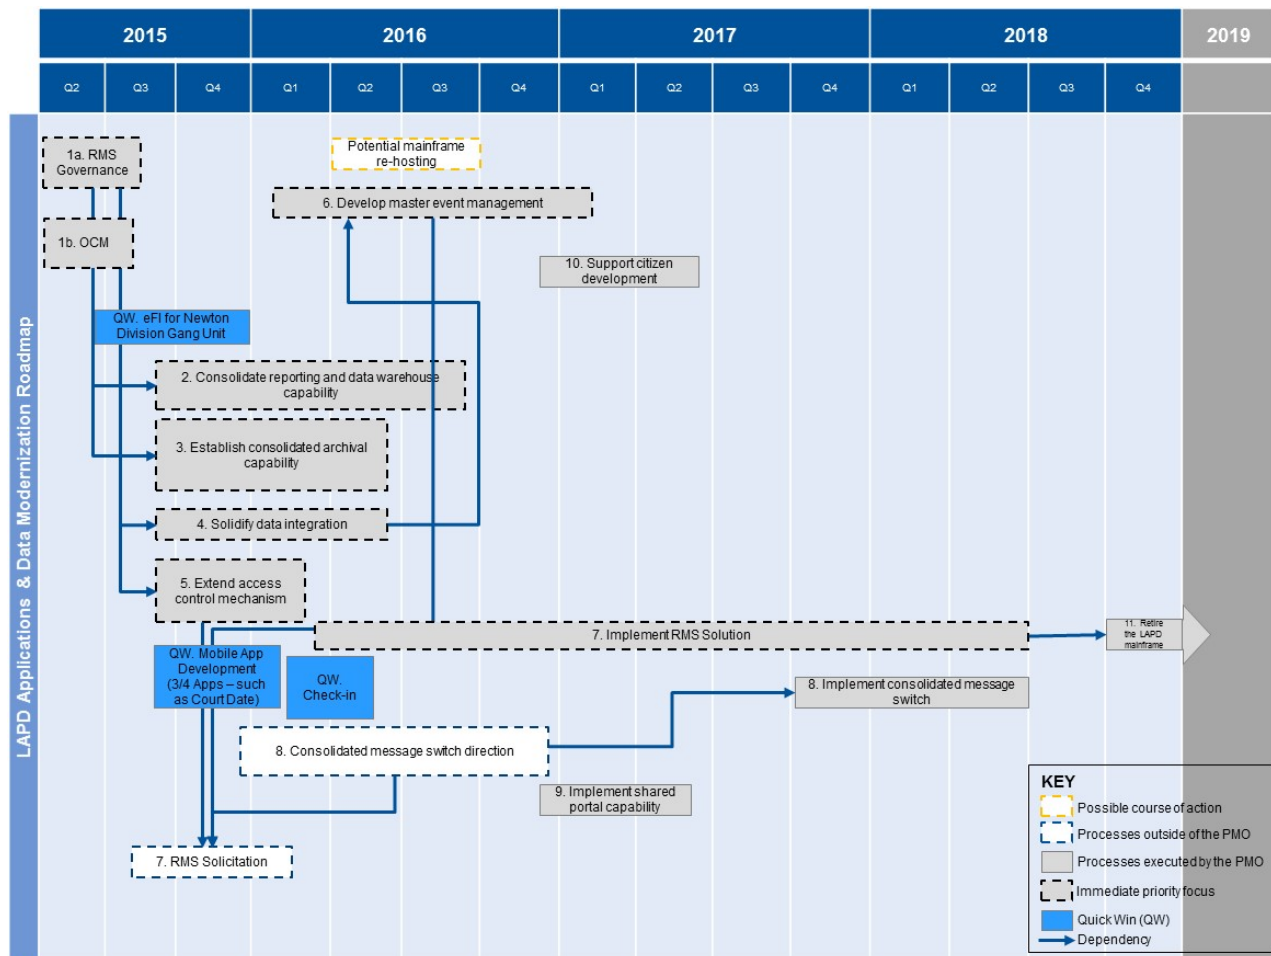 2015
2016
2017
2018
2019
Q2
Q3
Q4
Q1
Q2
Q3
Q4
Q1
Q2
Q3
Q4
Q1
Q2
Q3
Q4
LAPD Applications & Data Modernization Roadmap
1a. RMS
Governance
Potential mainframe
re-hosting
6. Develop master event management
1b. OCM
10. Support citizen
development
QW. eFI for Newton
Division Gang Unit
2. Consolidate reporting and data warehouse
capability
3. Establish consolidated archival
capability
4. Solidify data integration
5. Extend access
control mechanism
7. Implement RMS Solution
11. Retire
the LAPD
mainframe
QW. Mobile App
Development
(3/4 Apps – such
as Court Date)
QW.
Check-in
8. Implement consolidated message
switch
8. Consolidated message switch direction
9. Implement shared
portal capability
7. RMS Solicitation
KEY
Possible course of action
Processes outside of the PMO
Processes executed by the PMO
Immediate priority focus
Quick Win (QW)
Dependency